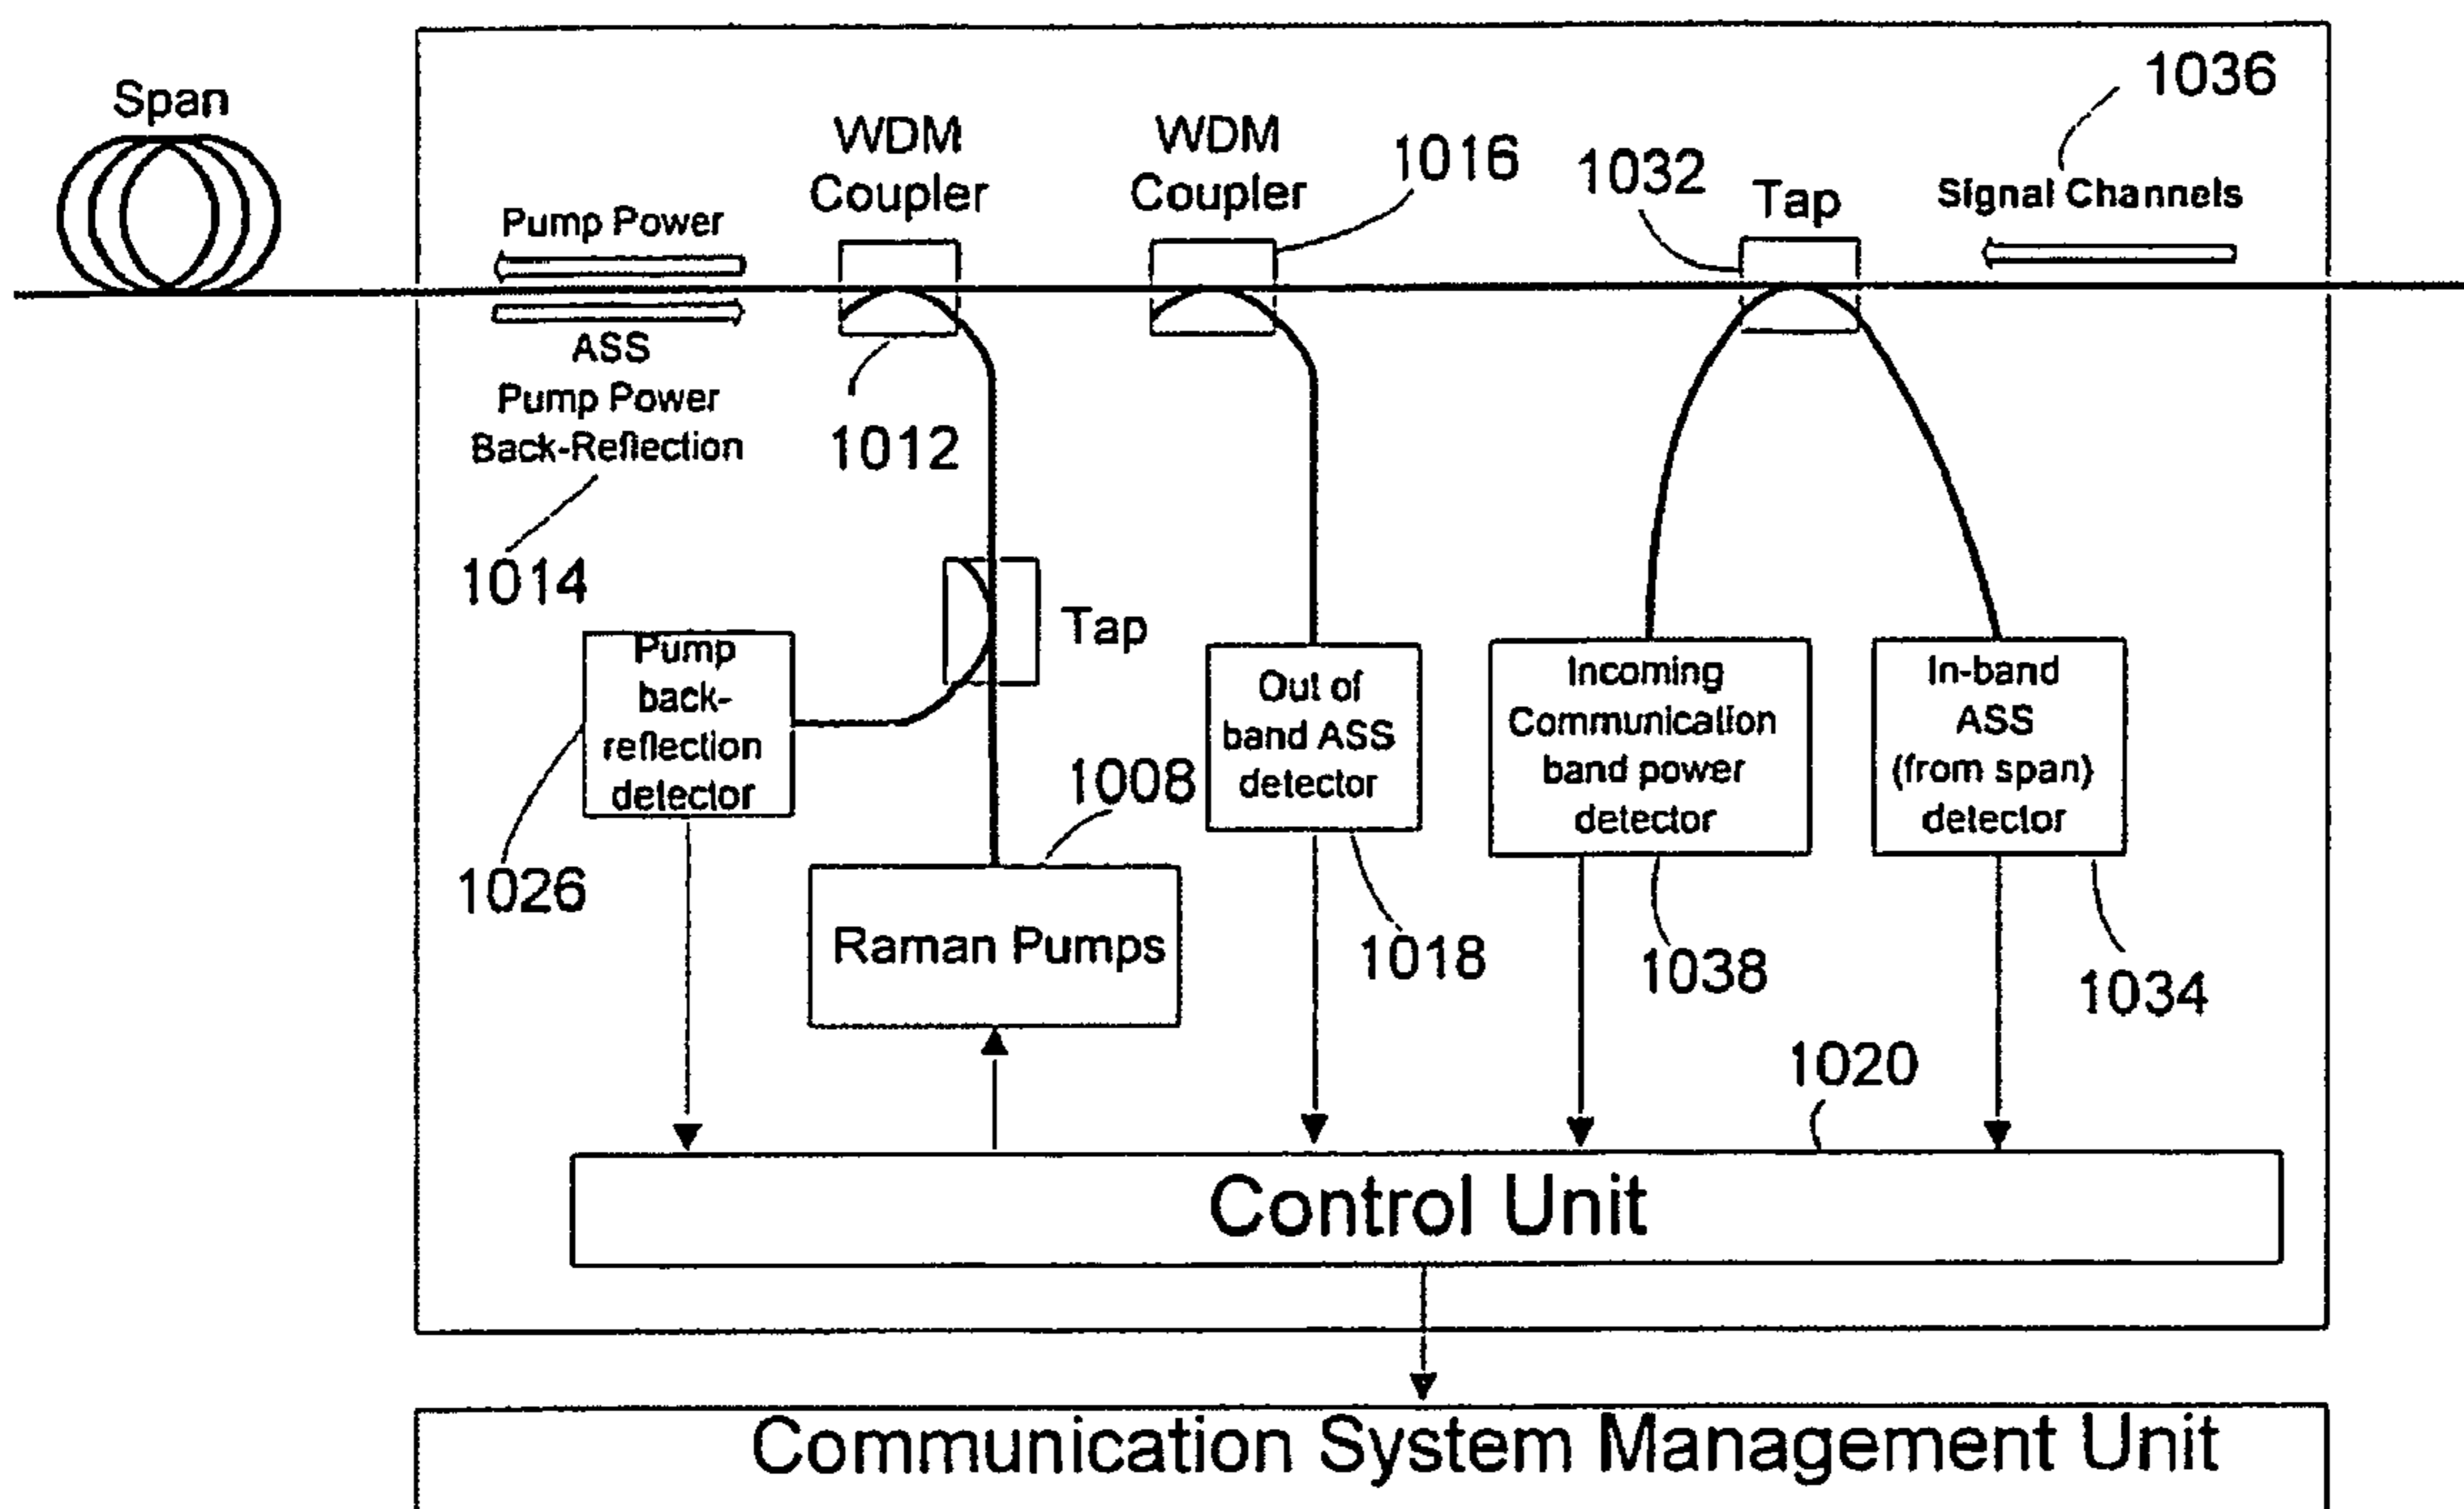 1036
Span
WDM
Coupler
WDM
Coupler
1016
1032
Tap
Signal Channels
Pump Power
ASS
Pump Power
Back-Reflection
1012
1014
Tap
Pump
back-
reflection
detector
Out of
band ASS
detector
Incoming
Communication
band power
detector
In-band
ASS
(from span)
detector
1008
1026
Raman Pumps
1018
1038
1034
1020
Control Unit
Communication System Management Unit